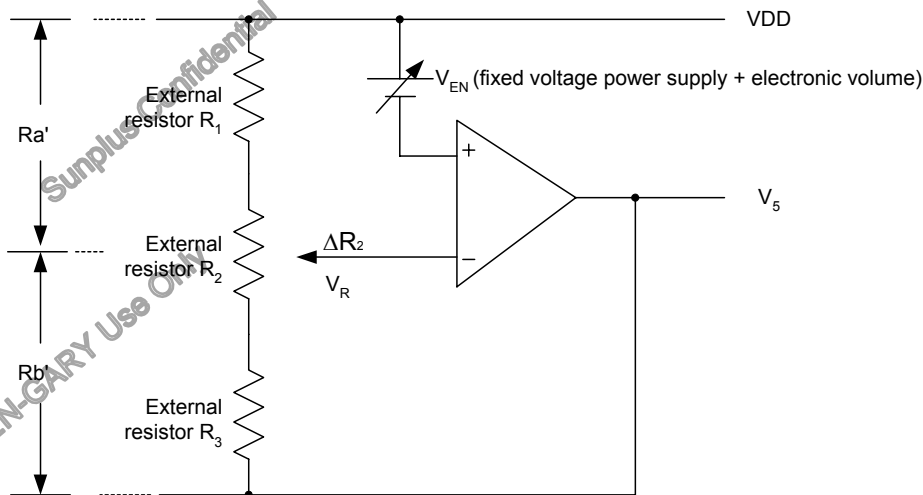 VDD
V_EN (fixed voltage power supply + electronic volume)
External
resistor R_1
Ra'
+
V_5
ΔR_2
External
resistor R_2
−
V_R
Rb'
External
resistor R_3
Sunplus Confidential
EN-GARY Use Only